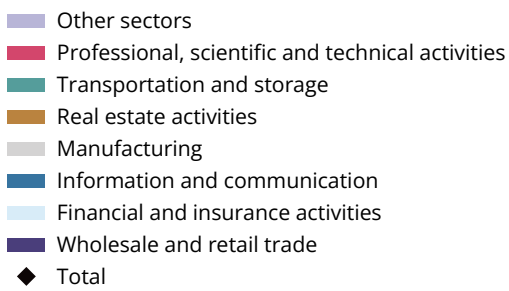 Other sectors
Professional, scientific and technical activities
Transportation and storage
Real estate activities
Manufacturing
Information and communication
Financial and insurance activities
Wholesale and retail trade
Total